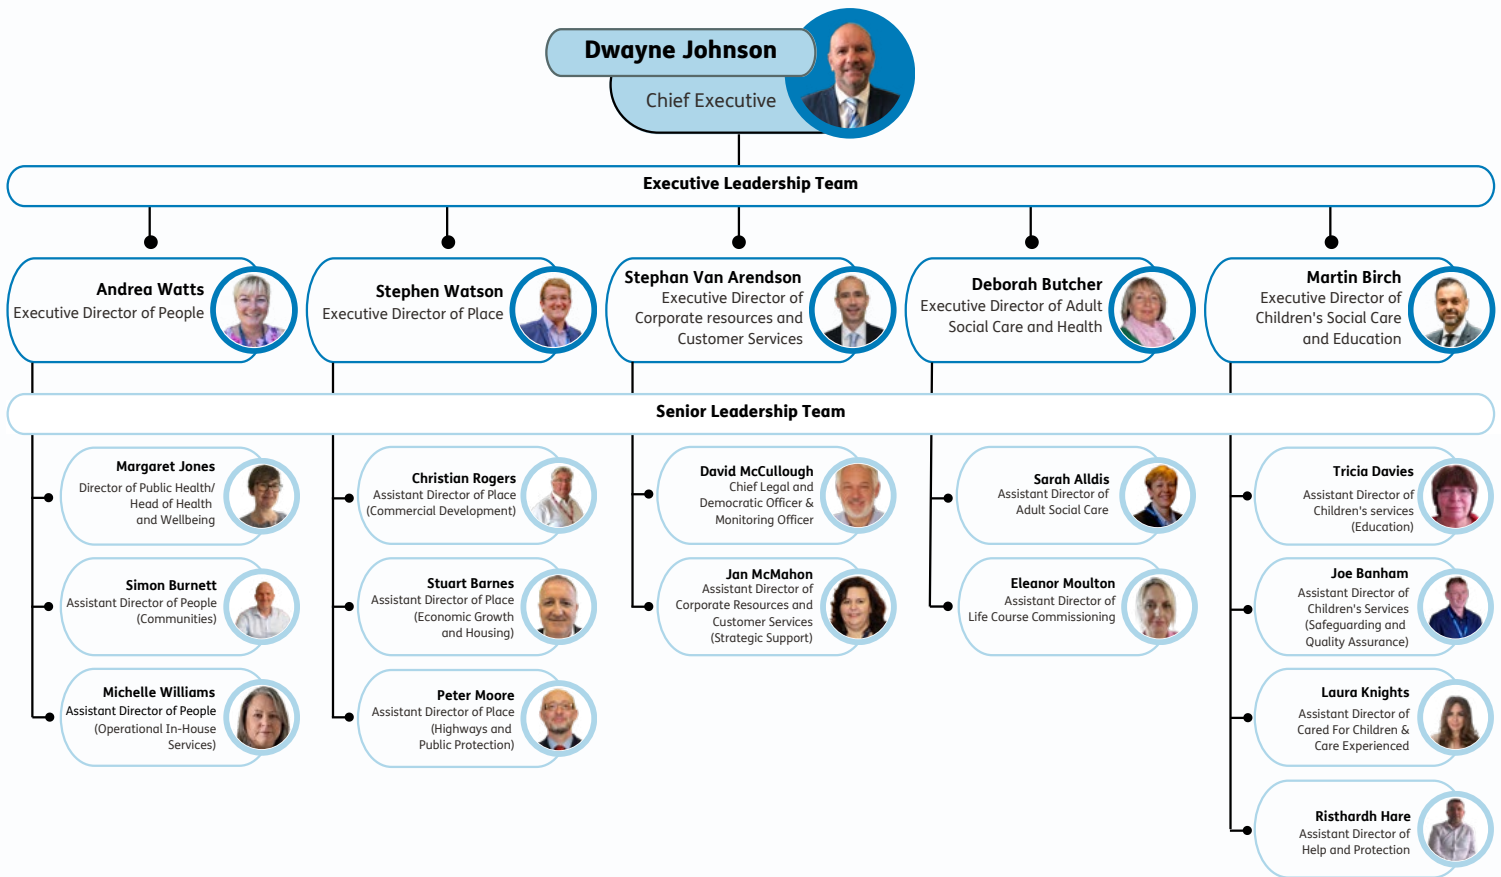 Dwayne Johnson
Chief Executive
Executive Leadership Team
Andrea Watts
Executive Director of People
Stephen Watson
Executive Director of Place
Stephan Van Arendson
Executive Director of
Corporate resources and
Customer Services
Deborah Butcher
Executive Director of Adult
Social Care and Health
Martin Birch
Executive Director of
Children's Social Care
and Education
Senior Leadership Team
Margaret Jones
Director of Public Health/
Head of Health
and Wellbeing
Simon Burnett
Assistant Director of People
(Communities)
Michelle Williams
Assistant Director of People
(Operational In-House
Services)
Christian Rogers
Assistant Director of Place
(Commercial Development)
Stuart Barnes
Assistant Director of Place
(Economic Growth
and Housing)
Peter Moore
Assistant Director of Place
(Highways and
Public Protection)
David McCullough
Chief Legal and
Democratic Officer &
Monitoring Officer
Jan McMahon
Assistant Director of
Corporate Resources and
Customer Services
(Strategic Support)
Sarah Alldis
Assistant Director of
Adult Social Care
Eleanor Moulton
Assistant Director of
Life Course Commissioning
Tricia Davies
Assistant Director of
Children's services
(Education)
Joe Banham
Assistant Director of
Children's Services
(Safeguarding and
Quality Assurance)
Laura Knights
Assistant Director of
Cared For Children &
Care Experienced
Risthardh Hare
Assistant Director of
Help and Protection